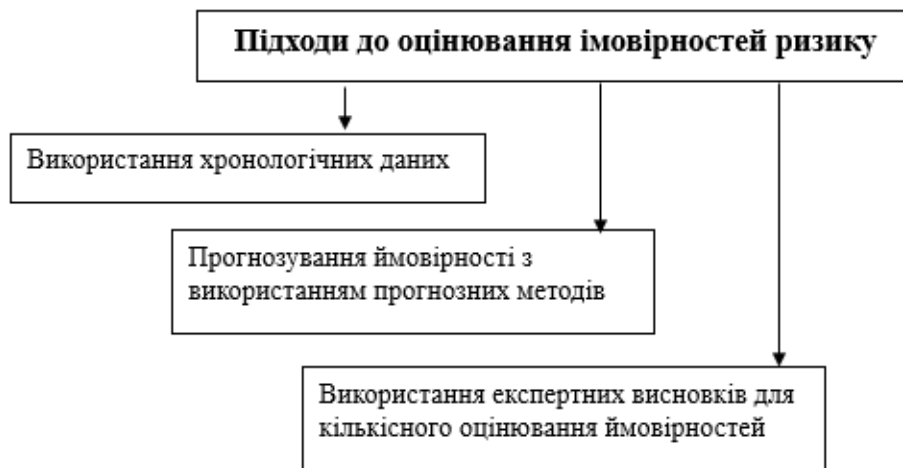 Підходи до оцінювання імовірностей ризику
Використання хронологічних даних
Прогнозування ймовірності з
використанням прогнозних методів
Використання експертних висновків для
кількісного оцінювання ймовірностей